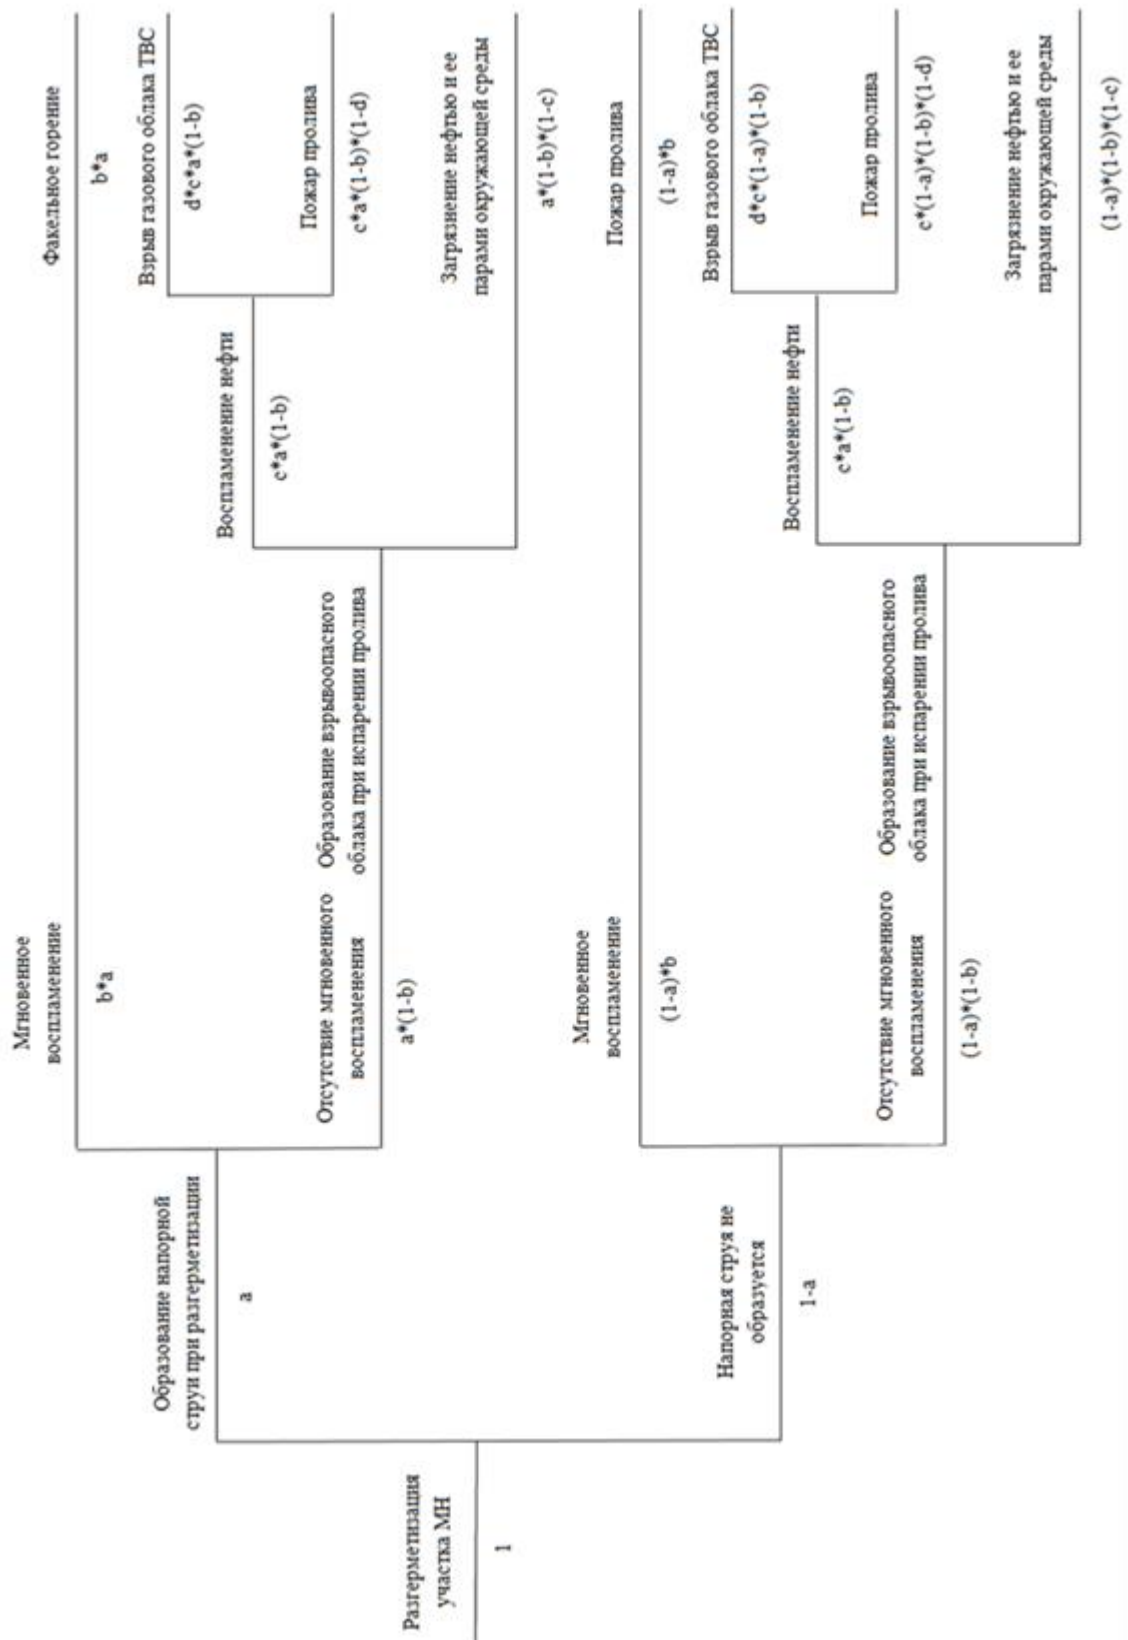 Разгерметизация
участка МН
1
Образование напорной
струи при разгерметизации
a
Мгновенное
воспламенение
b*a
Факельное горение
b*a
Отсутствие мгновенного
воспламенения
a*(1-b)
Образование взрывоопасного
облака при испарении пролива
Воспламенение нефти
c*a*(1-b)
Взрыв газового облака ТВС
d*c*a*(1-b)
Пожар пролива
c*a*(1-b)*(1-d)
Загрязнение нефтью и ее
парами окружающей среды
a*(1-b)*(1-c)
Напорная струя не
образуется
1-a
Мгновенное
воспламенение
(1-a)*b
Пожар пролива
(1-a)*b
Отсутствие мгновенного
воспламенения
(1-a)*(1-b)
Образование взрывоопасного
облака при испарении пролива
Воспламенение нефти
c*a*(1-b)
Взрыв газового облака ТВС
d*c*(1-a)*(1-b)
Пожар пролива
c*(1-a)*(1-b)*(1-d)
Загрязнение нефтью и ее
парами окружающей среды
(1-a)*(1-b)*(1-c)